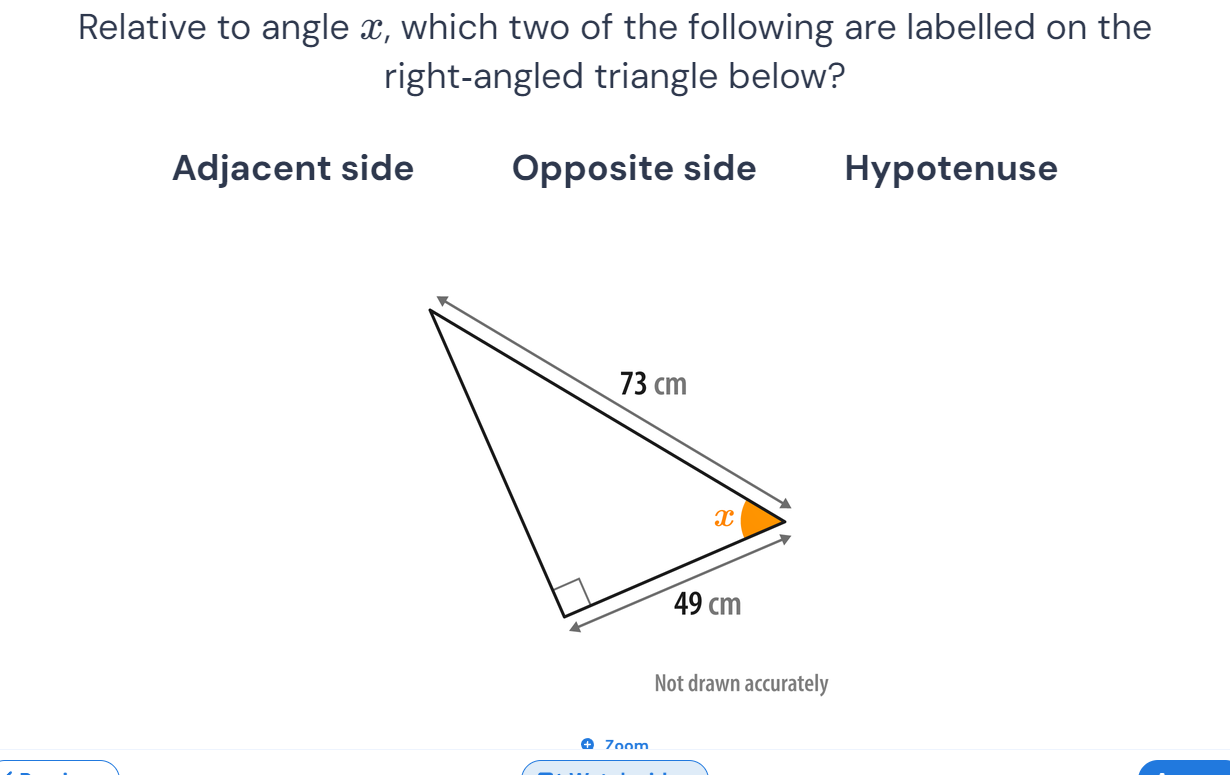 Relative to angle x, which two of the following are labelled on the
right-angled triangle below?
Adjacent side Opposite side Hypotenuse
73 cm
x
49 cm
Not drawn accurately
Zoom